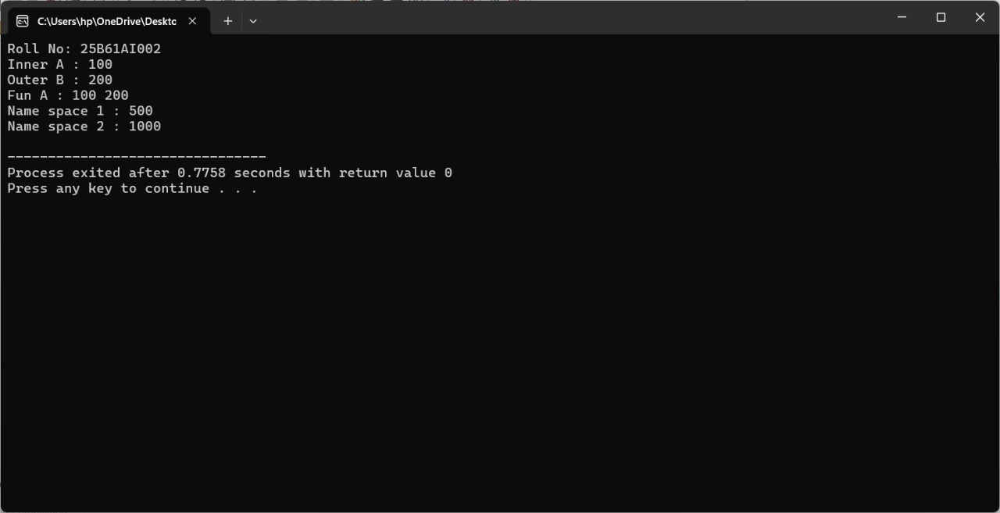 C:\Users\hp\OneDrive\Deskto
Roll No: 25B61AI002
Inner A : 100
Outer B : 200
Fun A : 100 200
Name space 1 : 500
Name space 2 : 1000
--------------------------------
Process exited after 0.7758 seconds with return value 0
Press any key to continue . . .